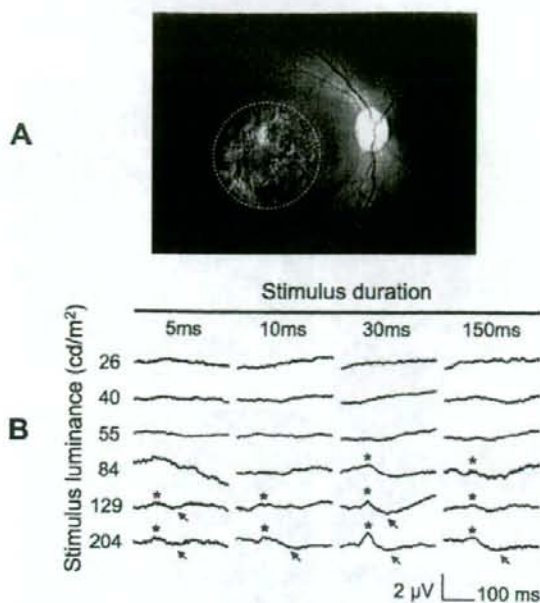 A
Stimulus duration
5ms 10ms 30ms 150ms
Stimulus luminance (cd/m²)
26
40
55
B
84
* *
129
* * * *
204
* * * *
2 μV 100 ms